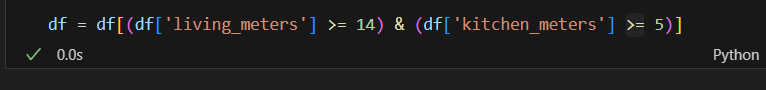 df = df[(df['living_meters'] >= 14) & (df['kitchen_meters'] >= 5)]
0.0s
Python